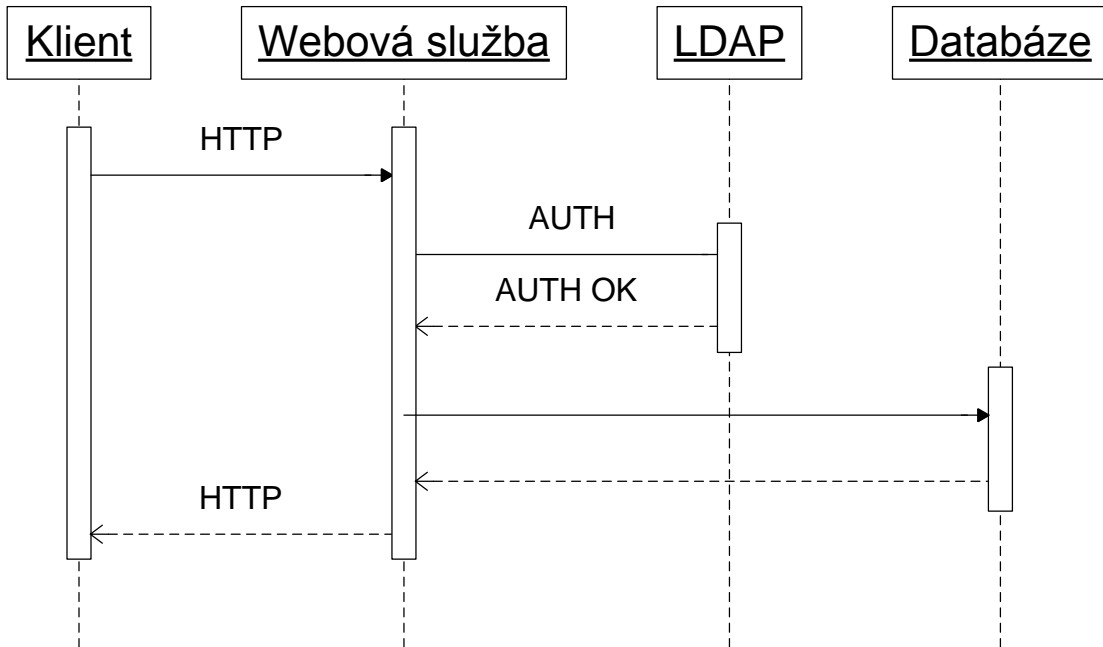 Klient
Webová služba
LDAP
Databáze
HTTP
AUTH
AUTH OK
HTTP